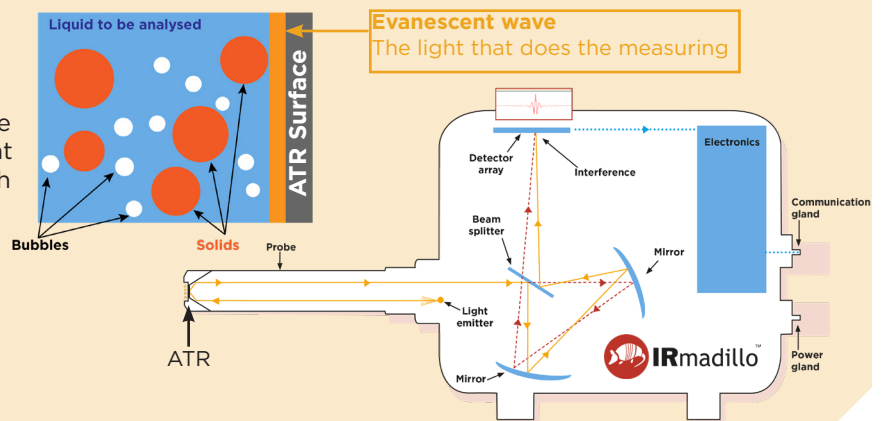 Liquid to be analysed
Evanescent wave
The light that does the measuring
ATR Surface
Bubbles
Solids
Probe
ATR
Light
emitter
Beam
splitter
Detector
array
Interference
Electronics
Mirror
Mirror
Communication
gland
IRmadillo™
Power
gland